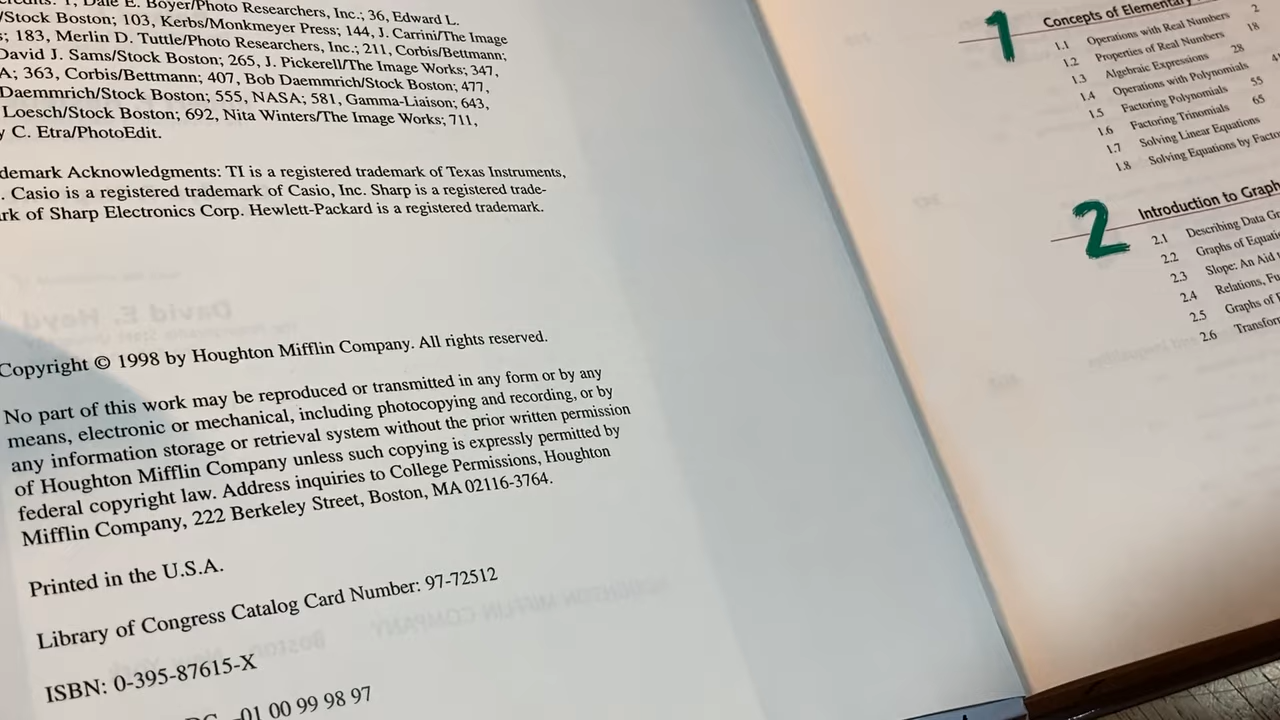 Dale E. Boyer/Photo Researchers, Inc.; 36, Edward L.
/Stock Boston; 103, Kerbs/Monkmeyer Press; 144, J. Carrini/The Image
; 183, Merlin D. Tuttle/Photo Researchers, Inc.; 211, Corbis/Bettmann;
David J. Sams/Stock Boston; 265, J. Pickerell/The Image Works; 347,
A; 363, Corbis/Bettmann; 407, Bob Daemmrich/Stock Boston; 477,
Daemmrich/Stock Boston; 555, NASA; 581, Gamma-Liaison; 643,
Loesch/Stock Boston; 692, Nita Winters/The Image Works; 711,
y C. Etra/PhotoEdit.
demark Acknowledgments: TI is a registered trademark of Texas Instruments,
. Casio is a registered trademark of Casio, Inc. Sharp is a registered trade-
rk of Sharp Electronics Corp. Hewlett-Packard is a registered trademark.
Copyright © 1998 by Houghton Mifflin Company. All rights reserved.
No part of this work may be reproduced or transmitted in any form or by any
means, electronic or mechanical, including photocopying and recording, or by
any information storage or retrieval system without the prior written permission
of Houghton Mifflin Company unless such copying is expressly permitted by
federal copyright law. Address inquiries to College Permissions, Houghton
Mifflin Company, 222 Berkeley Street, Boston, MA 02116-3764.
Printed in the U.S.A.
Library of Congress Catalog Card Number: 97-72512
ISBN: 0-395-87615-X
01 00 99 98 97
1 Concepts of Elementary
1.1 Operations with Real Numbers 2
1.2 Properties of Real Numbers 18
1.3 Algebraic Expressions 28
1.4 Operations with Polynomials
1.5 Factoring Polynomials 55
1.6 Factoring Trinomials 65
1.7 Solving Linear Equations
1.8 Solving Equations by Facto
2 Introduction to Graph
2.1 Describing Data Gr
2.2 Graphs of Equati
2.3 Slope: An Aid
2.4 Relations, Fu
2.5 Graphs of
2.6 Transfor